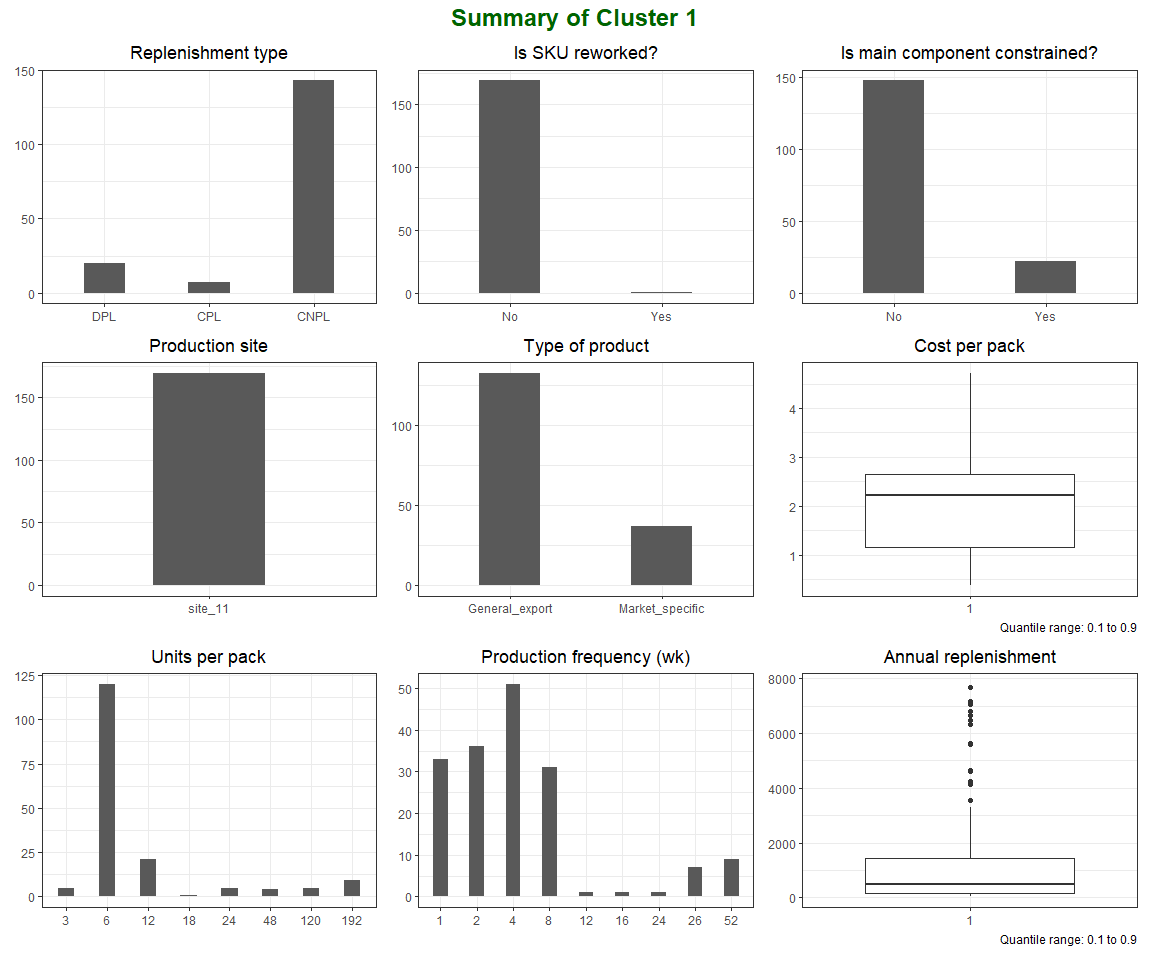 Summary of Cluster 1
Replenishment type
150
100
50
0
DPL CPL CNPL
Is SKU reworked?
150
100
50
0
No Yes
Is main component constrained?
150
100
50
0
No Yes
Production site
150
100
50
0
site_11
Type of product
100
50
0
General_export Market_specific
Cost per pack
4
3
2
1
1
Quantile range: 0.1 to 0.9
Units per pack
125
100
75
50
25
0
3 6 12 18 24 48 120 192
Production frequency (wk)
50
40
30
20
10
0
1 2 4 8 12 16 24 26 52
Annual replenishment
8000
6000
4000
2000
0
1
Quantile range: 0.1 to 0.9